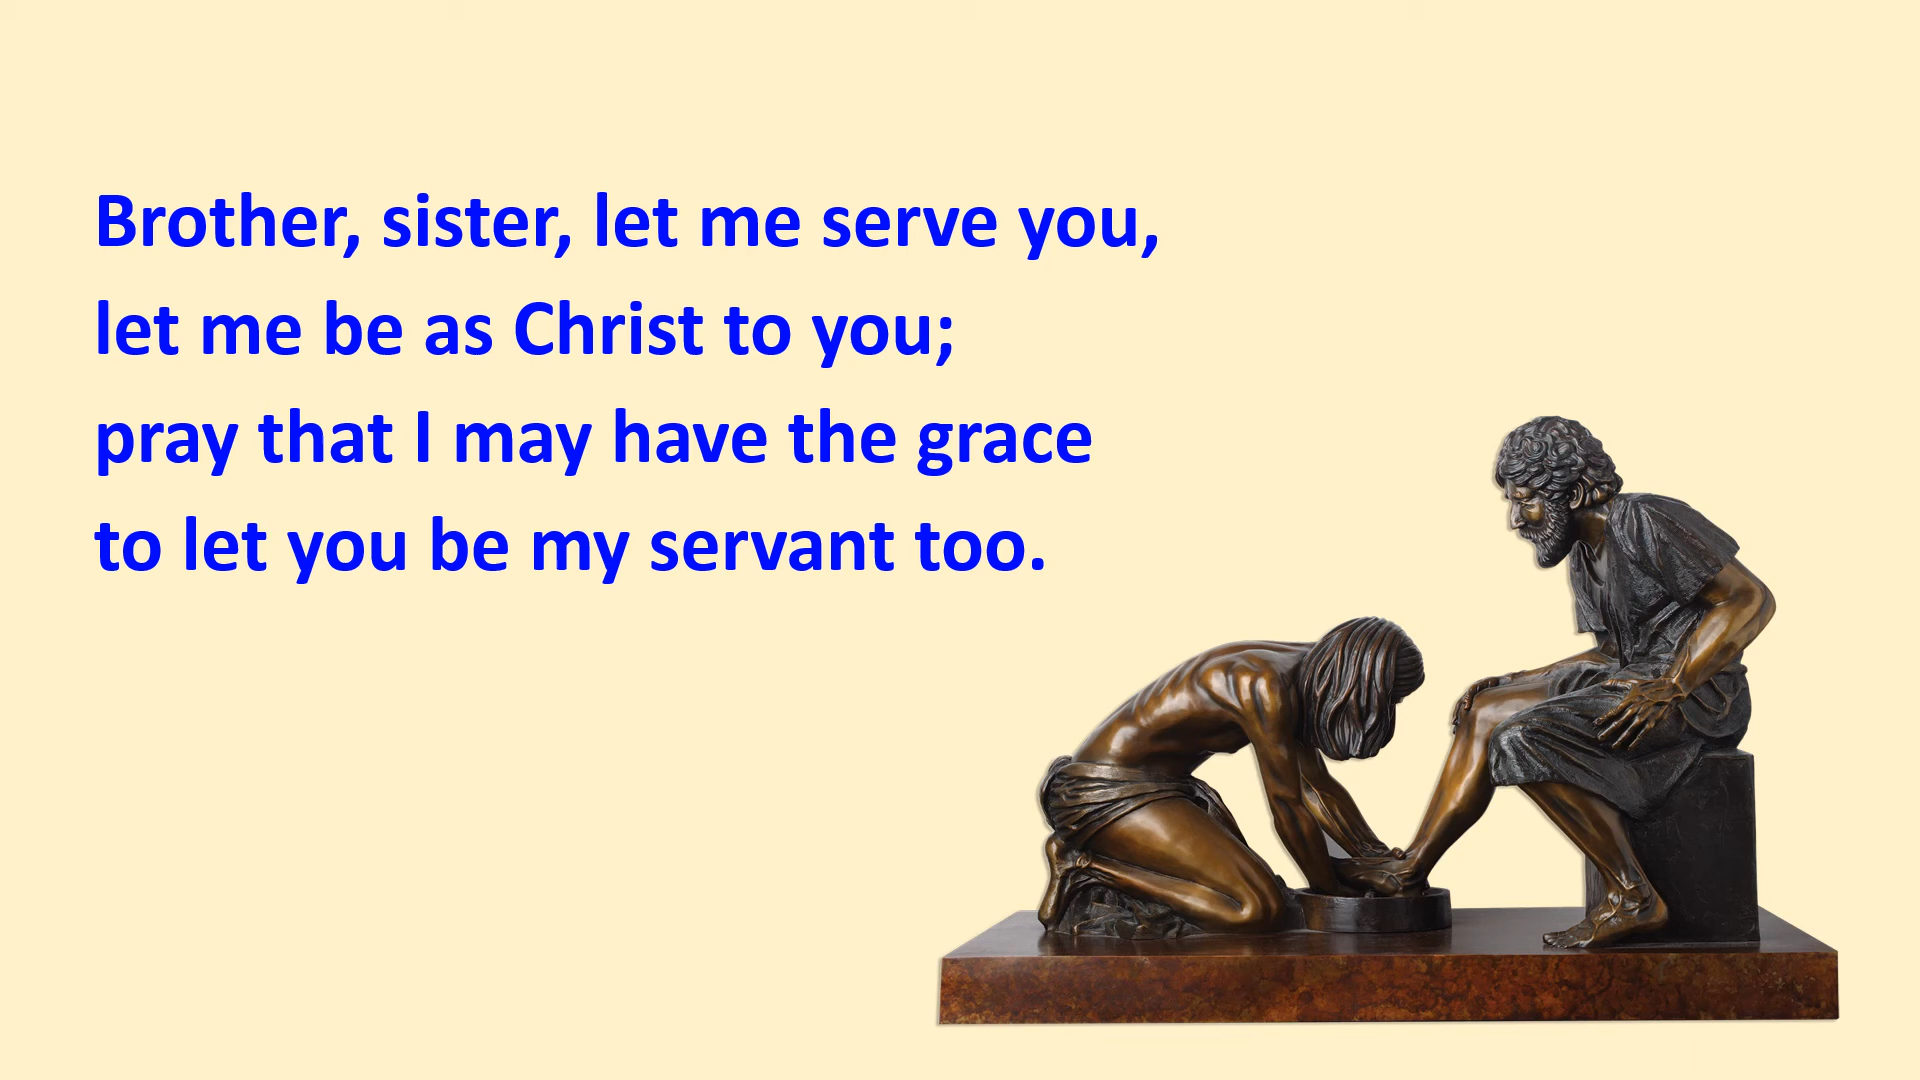 Brother, sister, let me serve you,
let me be as Christ to you;
pray that I may have the grace
to let you be my servant too.